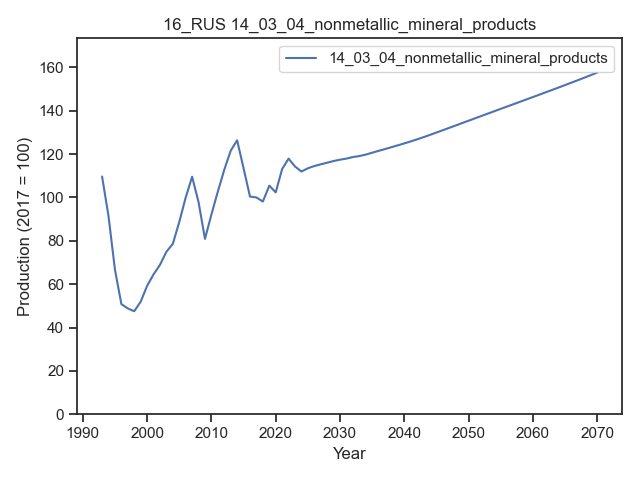 16_RUS 14_03_04_nonmetallic_mineral_products
14_03_04_nonmetallic_mineral_products
Production (2017 = 100)
160
140
120
100
80
60
40
20
0
1990 2000 2010 2020 2030 2040 2050 2060 2070
Year